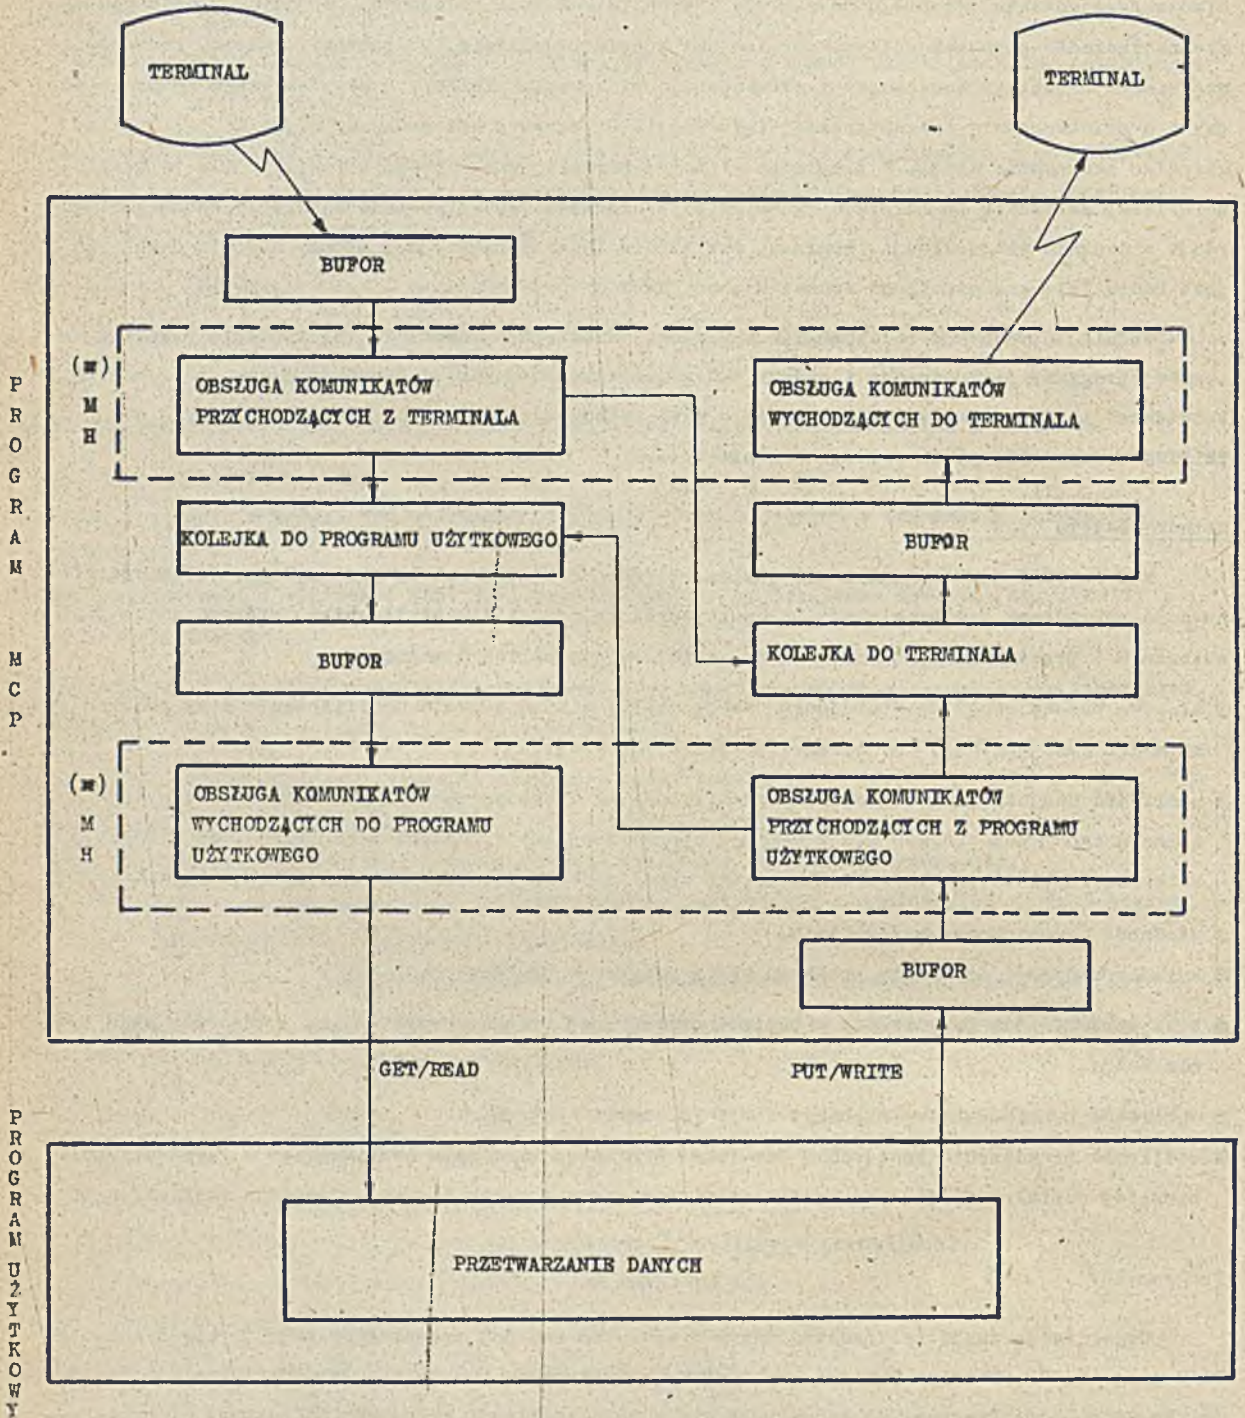 TERMINAL
TERMINAL
BUFOR
(*)
M
H
OBSŁUGA KOMUNIKATÓW
PRZYCHODZĄCYCH Z TERMINALA
OBSŁUGA KOMUNIKATÓW
WYCHODZĄCYCH DO TERMINALA
KOLEJKA DO PROGRAMU UŻYTKOWEGO
BUFOR
BUFOR
KOLEJKA DO TERMINALA
PROGRAM MCP
(*)
M
H
OBSŁUGA KOMUNIKATÓW
WYCHODZĄCYCH DO PROGRAMU
UŻYTKOWEGO
OBSŁUGA KOMUNIKATÓW
PRZYCHODZĄCYCH Z PROGRAMU
UŻYTKOWEGO
BUFOR
GET/READ
PUT/WRITE
PROGRAM UŻYTKOWY
PRZETWARZANIE DANYCH